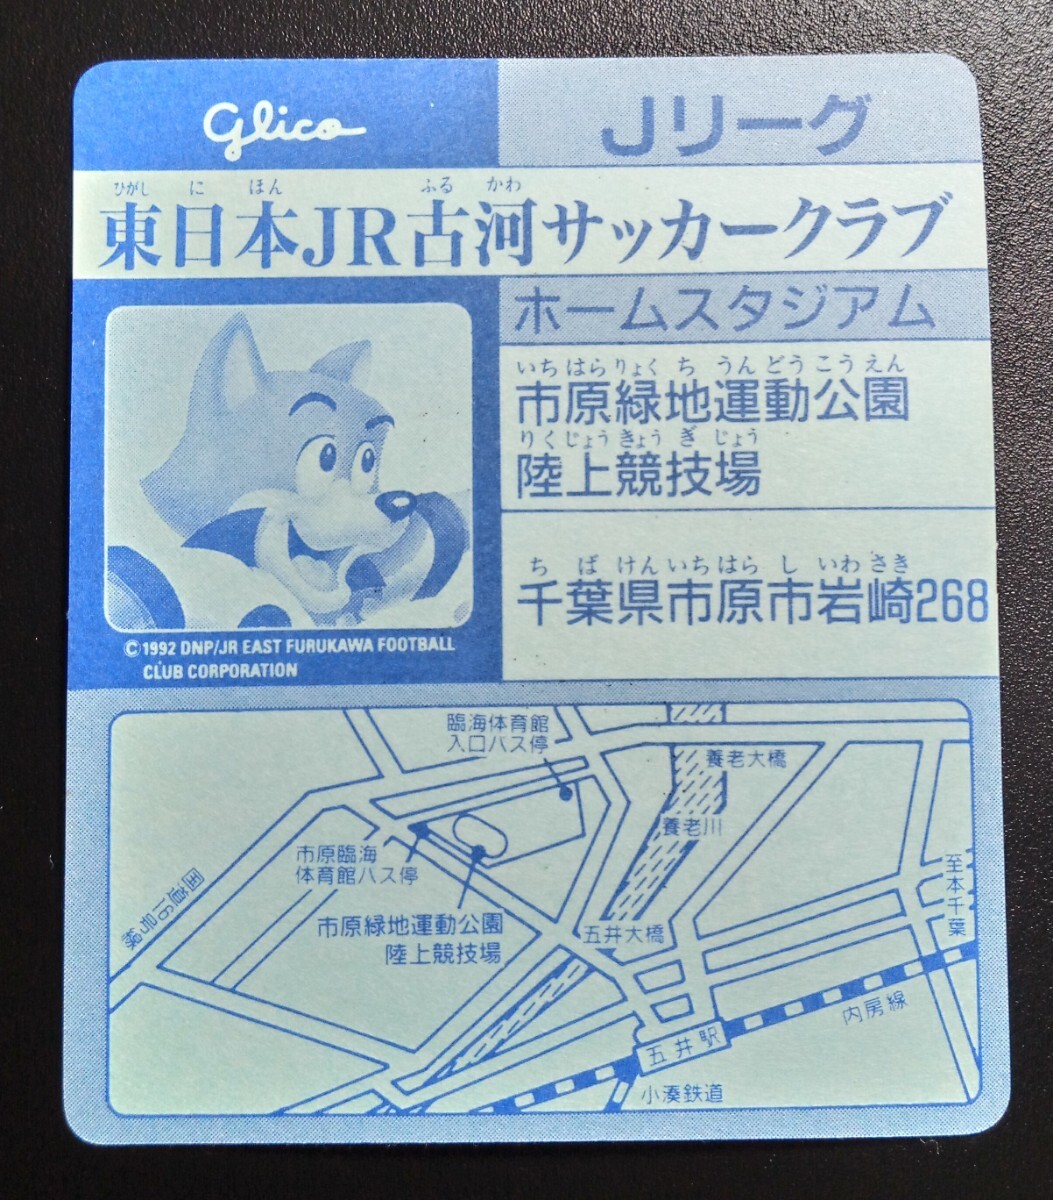 Glico
Jリーグ
ひがし に ほん ふる かわ
東日本JR古河サッカークラブ
ホームスタジアム
いち はら りょく ち うん どう こう えん
市原緑地運動公園
りく じょう きょう ぎ じょう
陸上競技場
ち ば けん いち はら し いわ さき
千葉県市原市岩崎268
©1992 DNP/JR EAST FURUKAWA FOOTBALL
CLUB CORPORATION
臨海体育館
入口バス停
養老大橋
養老川
市原臨海
体育館バス停
国道16号線
市原緑地運動公園
陸上競技場
五井大橋
至本千葉
内房線
五井駅
小湊鉄道